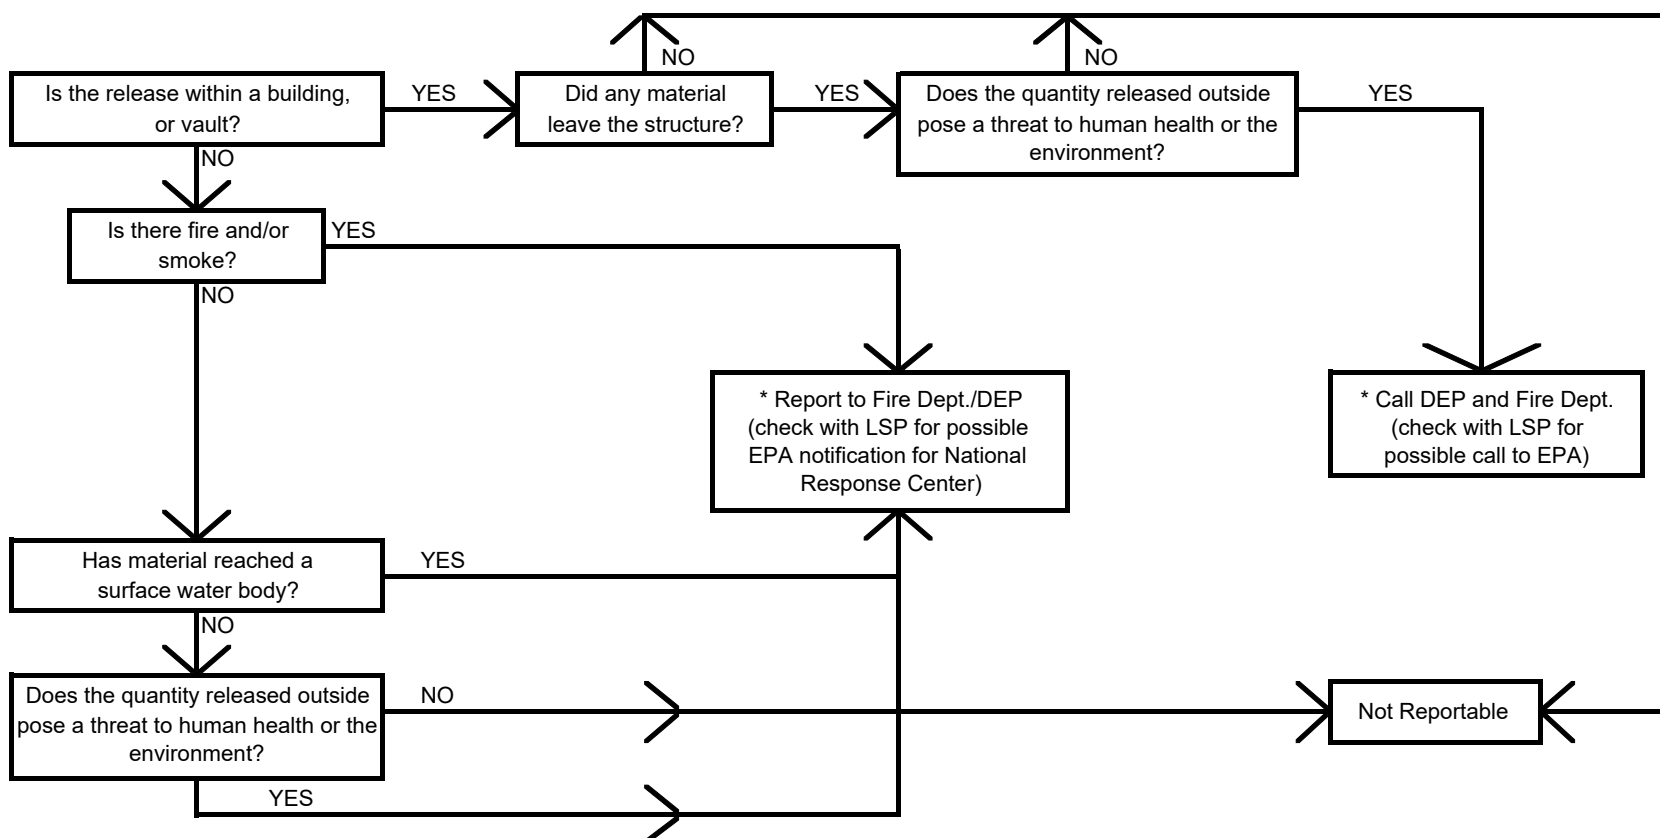 NO
NO
Is the release within a building,
or vault?
YES
Did any material
leave the structure?
YES
Does the quantity released outside
pose a threat to human health or the
environment?
YES
NO
Is there fire and/or
smoke?
YES
NO
* Report to Fire Dept./DEP
(check with LSP for possible
EPA notification for National
Response Center)
* Call DEP and Fire Dept.
(check with LSP for
possible call to EPA)
Has material reached a
surface water body?
YES
NO
Does the quantity released outside
pose a threat to human health or the
environment?
NO
Not Reportable
YES